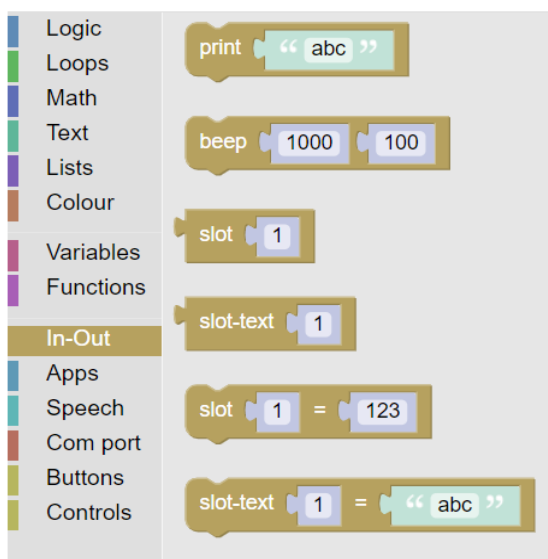 Logic
Loops
Math
Text
Lists
Colour
Variables
Functions
In-Out
Apps
Speech
Com port
Buttons
Controls
print “ abc ”
beep 1000 100
slot 1
slot-text 1
slot 1 = 123
slot-text 1 = “ abc ”